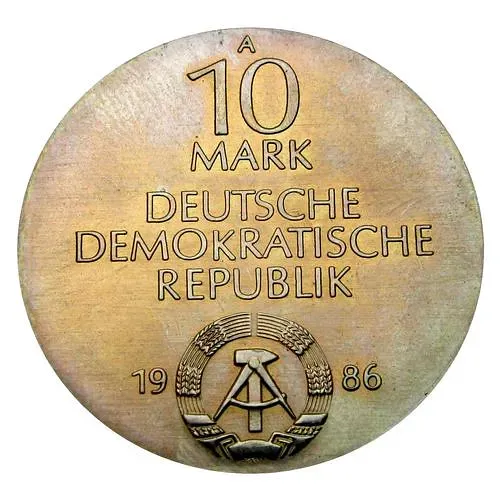 A
10
MARK
DEUTSCHE
DEMOKRATISCHE
REPUBLIK
19 86